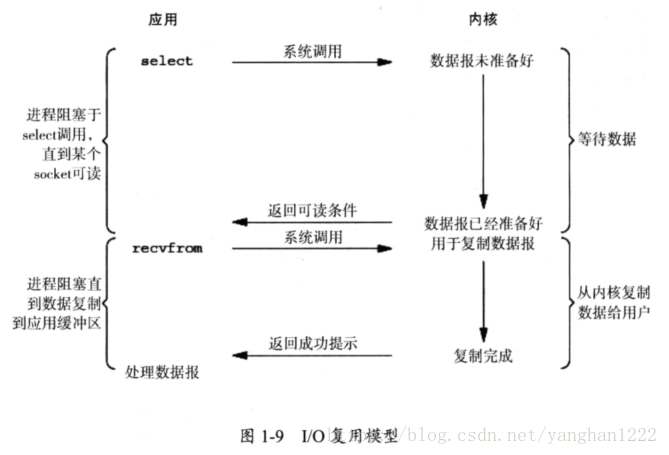 应用
内核
select
系统调用
数据报未准备好
进程阻塞于
select调用，
直到某个
socket可读
等待数据
返回可读条件
数据报已经准备好
系统调用
用于复制数据报
recvfrom
进程阻塞直
到数据复制
到应用缓冲区
从内核复制
数据给用户
返回成功提示
复制完成
处理数据报
图 1-9 I/O 复用模型
blog.csdn.net/yanghan1222